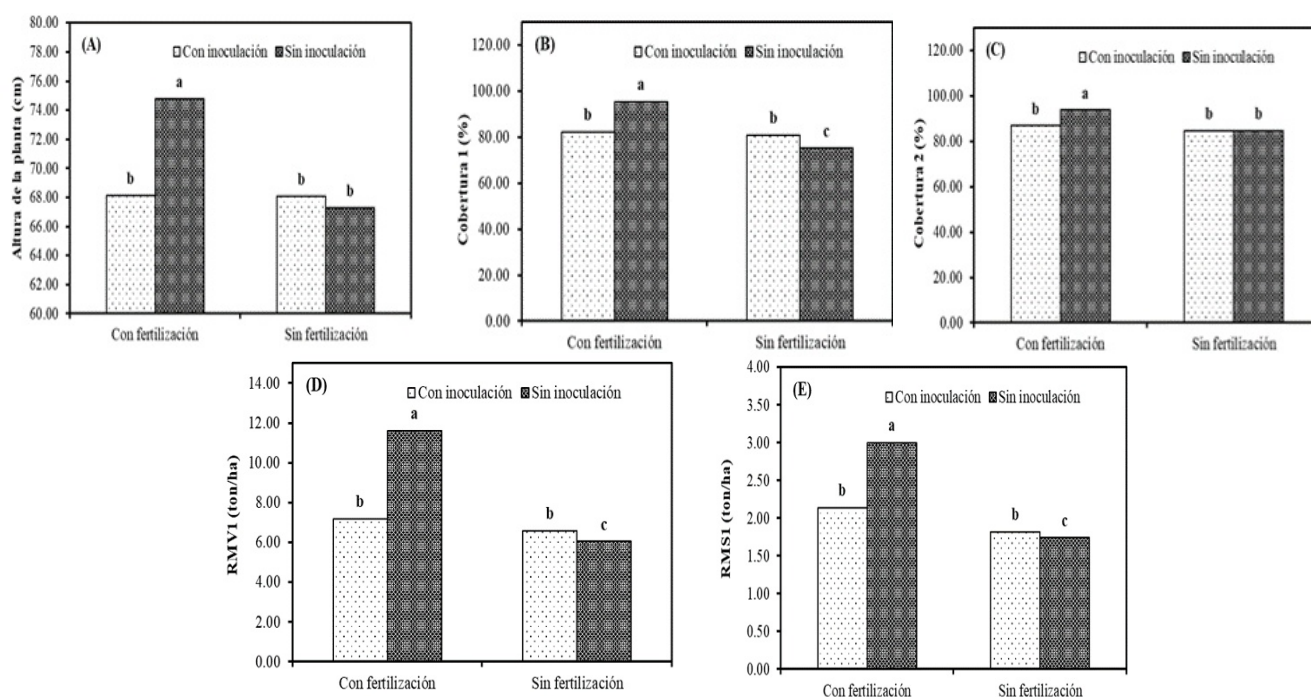 (A)
Con inoculación Sin inoculación
Altura de la planta (cm)
80.00
78.00
76.00
74.00
72.00
70.00
68.00
66.00
64.00
62.00
60.00
b a b b
Con fertilización Sin fertilización
(B)
Con inoculación Sin inoculación
Cobertura 1 (%)
120.00
100.00
80.00
60.00
40.00
20.00
0.00
b a b c
Con fertilización Sin fertilización
(C)
Con inoculación Sin inoculación
Cobertura 2 (%)
120.00
100.00
80.00
60.00
40.00
20.00
0.00
b a b b
Con fertilización Sin fertilización
(D)
Con inoculación Sin inoculación
RMV1 (ton/ha)
14.00
12.00
10.00
8.00
6.00
4.00
2.00
0.00
b a b c
Con fertilización Sin fertilización
(E)
Con inoculación Sin inoculación
RMS1 (ton/ha)
4.00
3.50
3.00
2.50
2.00
1.50
1.00
0.50
0.00
b a b c
Con fertilización Sin fertilización